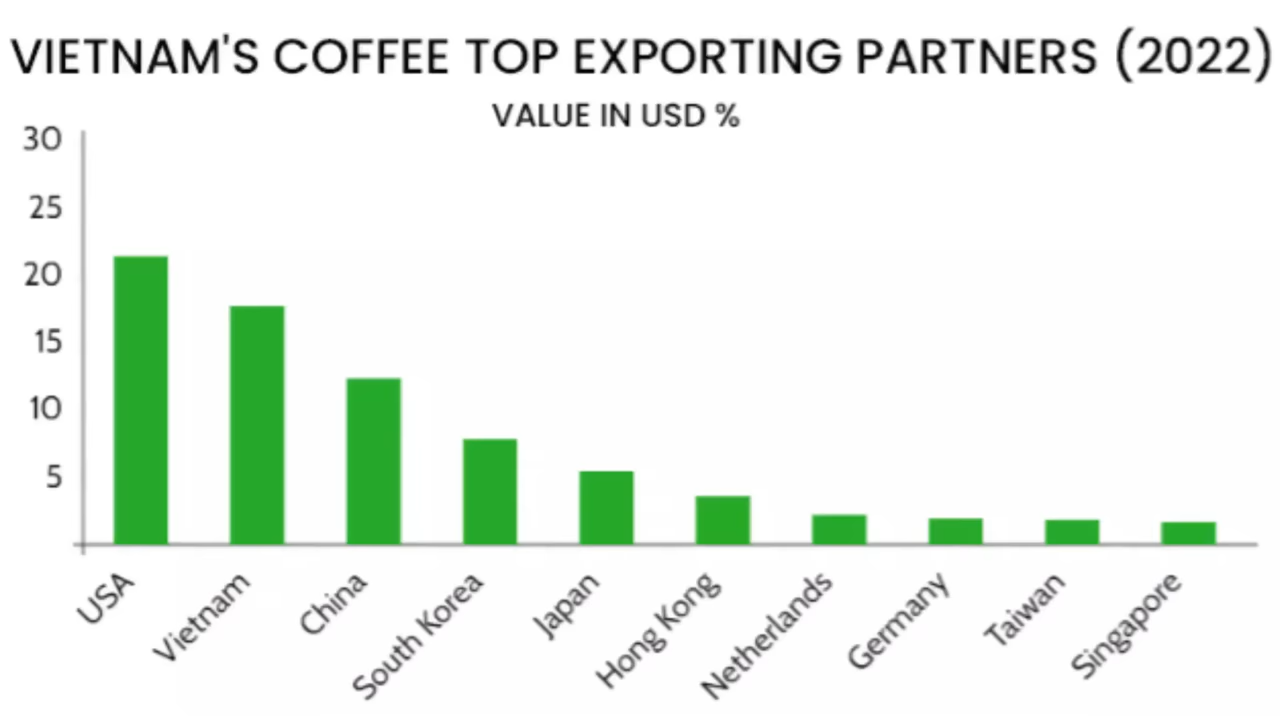 VIETNAM'S COFFEE TOP EXPORTING PARTNERS (2022)
VALUE IN USD %
30
25
20
15
10
5
USA
Vietnam
China
South Korea
Japan
Hong Kong
Netherlands
Germany
Taiwan
Singapore